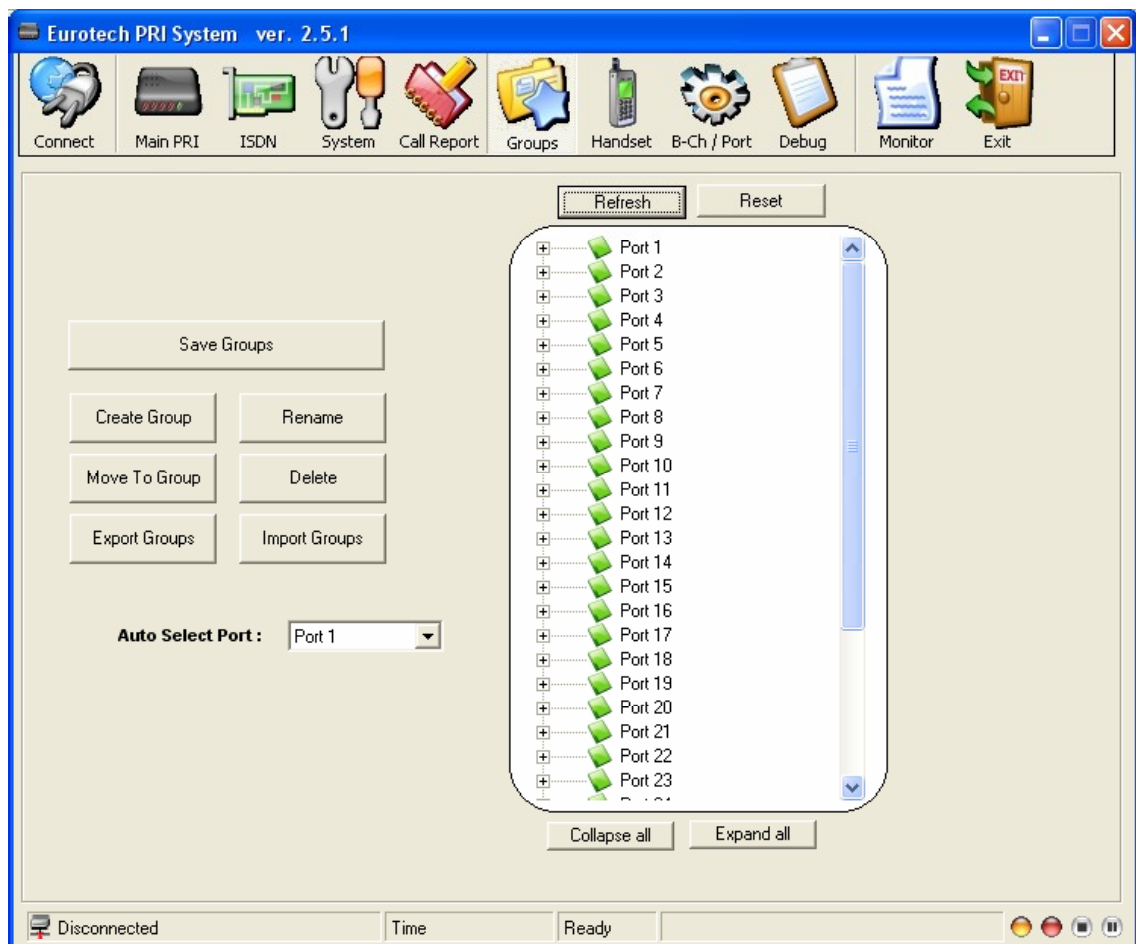 Eurotech PRI System ver. 2.5.1
Connect Main PRI ISDN System Call Report Groups Handset B-Ch / Port Debug Monitor EXIT Exit
Refresh Reset
Port 1
Port 2
Port 3
Port 4
Port 5
Port 6
Port 7
Port 8
Port 9
Port 10
Port 11
Port 12
Port 13
Port 14
Port 15
Port 16
Port 17
Port 18
Port 19
Port 20
Port 21
Port 22
Port 23
Save Groups
Create Group Rename
Move To Group Delete
Export Groups Import Groups
Auto Select Port : Port 1
Collapse all Expand all
Disconnected Time Ready